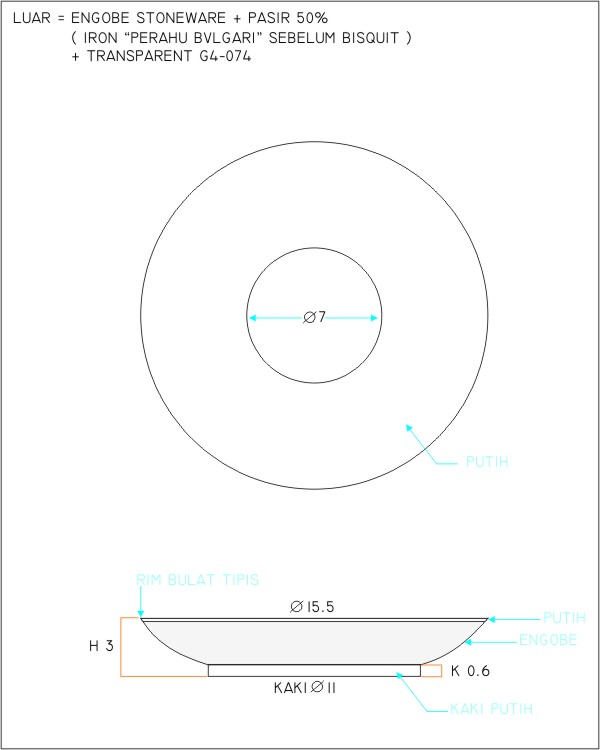 LUAR = ENGOBE STONEWARE + PASIR 50%
( IRON “PERAHU BVLGARI” SEBELUM BISQUIT )
+ TRANSPARENT G4-074
Ø7
PUTIH
RIM BULAT TIPIS
Ø 15.5
PUTIH
ENGOBE
H 3
K 0.6
KAKI Ø 11
KAKI PUTIH